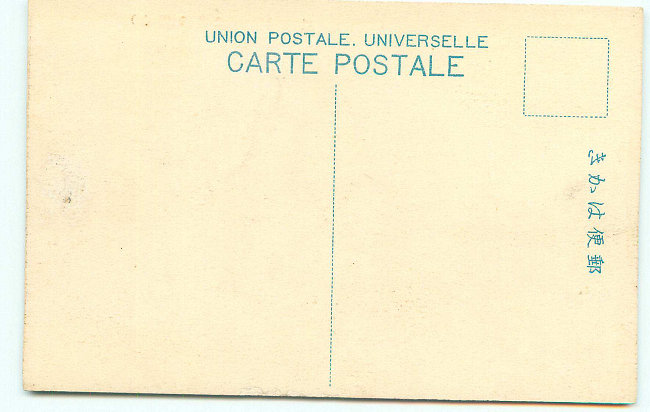 UNION POSTALE. UNIVERSELLE
CARTE POSTALE
きかは便郵